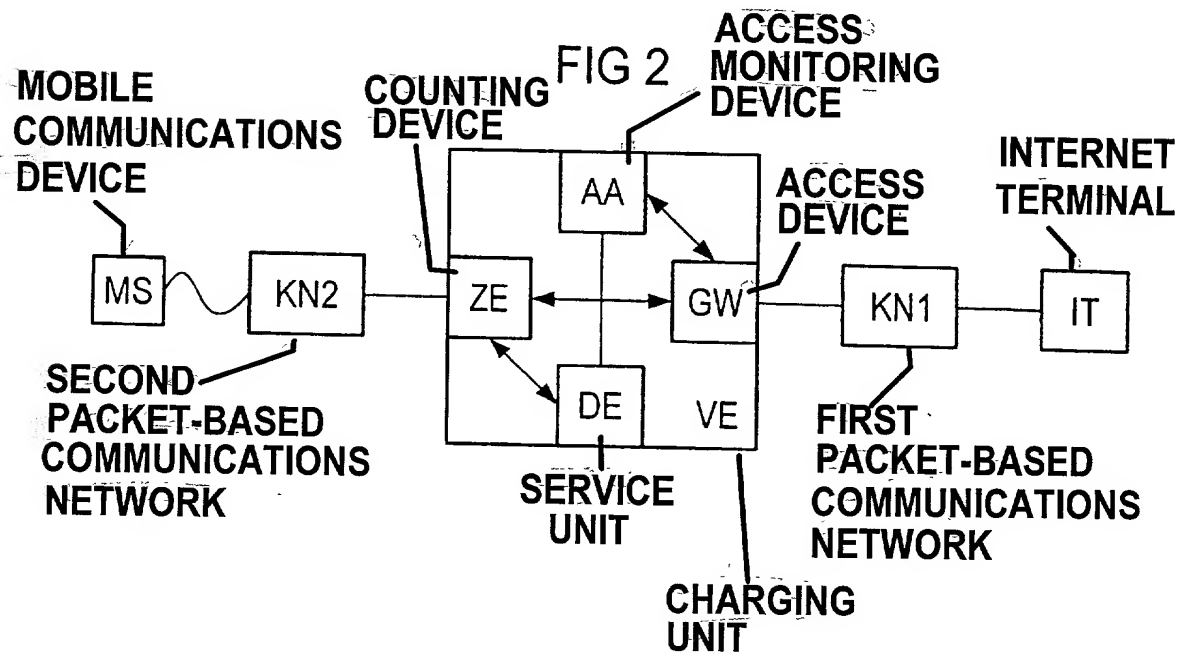 FIG 2
MOBILE
COMMUNICATIONS
DEVICE
COUNTING
DEVICE
ACCESS
MONITORING
DEVICE
ACCESS
DEVICE
INTERNET
TERMINAL
MS
KN2
ZE
AA
GW
DE
VE
KN1
IT
SECOND
PACKET-BASED
COMMUNICATIONS
NETWORK
SERVICE
UNIT
FIRST
PACKET-BASED
COMMUNICATIONS
NETWORK
CHARGING
UNIT